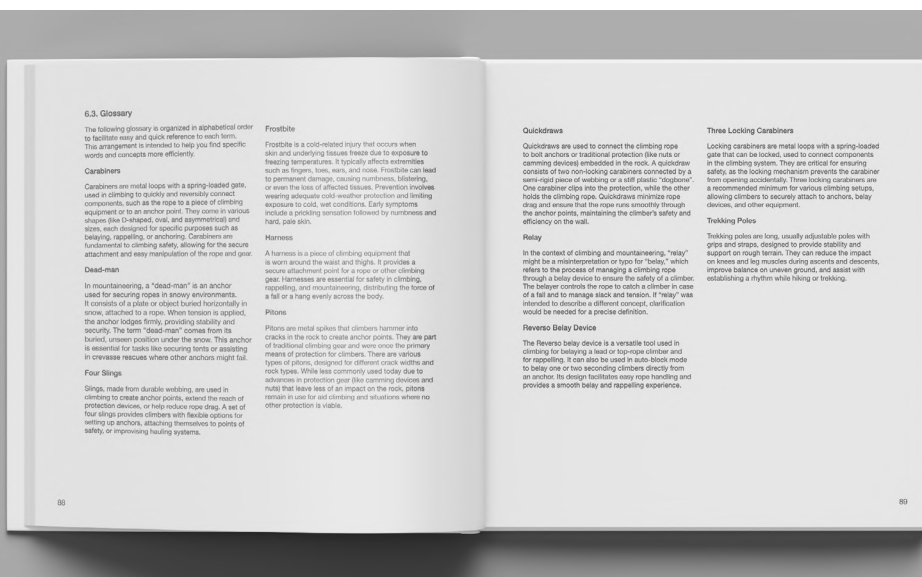 6.3. Glossary
The following glossary is organized in alphabetical order
to facilitate easy and quick reference to each term.
This arrangement is intended to help you find specific
words and concepts more efficiently.
Carabiners
Carabiners are metal loops with a spring-loaded gate,
used in climbing to quickly and reversibly connect
components, such as the rope to a piece of climbing
equipment or to an anchor point. They come in various
shapes (like D-shaped, oval, and asymmetrical) and
sizes, each designed for specific purposes such as
belaying, rappelling, or anchoring. Carabiners are
fundamental to climbing safety, allowing for the secure
attachment and easy manipulation of the rope and gear.
Dead-man
In mountaineering, a "dead-man" is an anchor
used for securing ropes in snowy environments.
It consists of a plate or object buried horizontally in
snow, attached to a rope. When tension is applied,
the anchor lodges firmly, providing stability and
security. The term "dead-man" comes from its
buried, unseen position under the snow. This anchor
is essential for tasks like securing tents or assisting
in crevasse rescues where other anchors might fail.
Four Slings
Slings, made from durable webbing, are used in
climbing to create anchor points, extend the reach of
protection devices, or help reduce rope drag. A set of
four slings provides climbers with flexible options for
setting up anchors, attaching themselves to points of
safety, or improvising hauling systems.
Frostbite
Frostbite is a cold-related injury that occurs when
skin and underlying tissues freeze due to exposure to
freezing temperatures. It typically affects extremities
such as fingers, toes, ears, and nose. Frostbite can lead
to permanent damage, causing numbness, blistering,
or even the loss of affected tissues. Prevention involves
wearing adequate cold-weather protection and limiting
exposure to cold, wet conditions. Early symptoms
include a prickling sensation followed by numbness and
hard, pale skin.
Harness
A harness is a piece of climbing equipment that
is worn around the waist and thighs. It provides a
secure attachment point for a rope or other climbing
gear. Harnesses are essential for safety in climbing,
rappelling, and mountaineering, distributing the force of
a fall or a hang evenly across the body.
Pitons
Pitons are metal spikes that climbers hammer into
cracks in the rock to create anchor points. They are part
of traditional climbing gear and were once the primary
means of protection for climbers. There are various
types of pitons, designed for different crack widths and
rock types. While less commonly used today due to
advances in protection gear (like camming devices and
nuts) that leave less of an impact on the rock, pitons
remain in use for aid climbing and situations where no
other protection is viable.
88
Quickdraws
Quickdraws are used to connect the climbing rope
to bolt anchors or traditional protection (like nuts or
camming devices) embedded in the rock. A quickdraw
consists of two non-locking carabiners connected by a
semi-rigid piece of webbing or a stiff plastic "dogbone".
One carabiner clips into the protection, while the other
holds the climbing rope. Quickdraws minimize rope
drag and ensure that the rope runs smoothly through
the anchor points, maintaining the climber's safety and
efficiency on the wall.
Relay
In the context of climbing and mountaineering, "relay"
might be a misinterpretation or typo for "belay," which
refers to the process of managing a climbing rope
through a belay device to ensure the safety of a climber.
The belayer controls the rope to catch a climber in case
of a fall and to manage slack and tension. If "relay" was
intended to describe a different concept, clarification
would be needed for a precise definition.
Reverso Belay Device
The Reverso belay device is a versatile tool used in
climbing for belaying a lead or top-rope climber and
for rappelling. It can also be used in auto-block mode
to belay one or two seconding climbers directly from
an anchor. Its design facilitates easy rope handling and
provides a smooth belay and rappelling experience.
Three Locking Carabiners
Locking carabiners are metal loops with a spring-loaded
gate that can be locked, used to connect components
in the climbing system. They are critical for ensuring
safety, as the locking mechanism prevents the carabiner
from opening accidentally. Three locking carabiners are
a recommended minimum for various climbing setups,
allowing climbers to securely attach to anchors, belay
devices, and other equipment.
Trekking Poles
Trekking poles are long, usually adjustable poles with
grips and straps, designed to provide stability and
support on rough terrain. They can reduce the impact
on knees and leg muscles during ascents and descents,
improve balance on uneven ground, and assist with
establishing a rhythm while hiking or trekking.
89